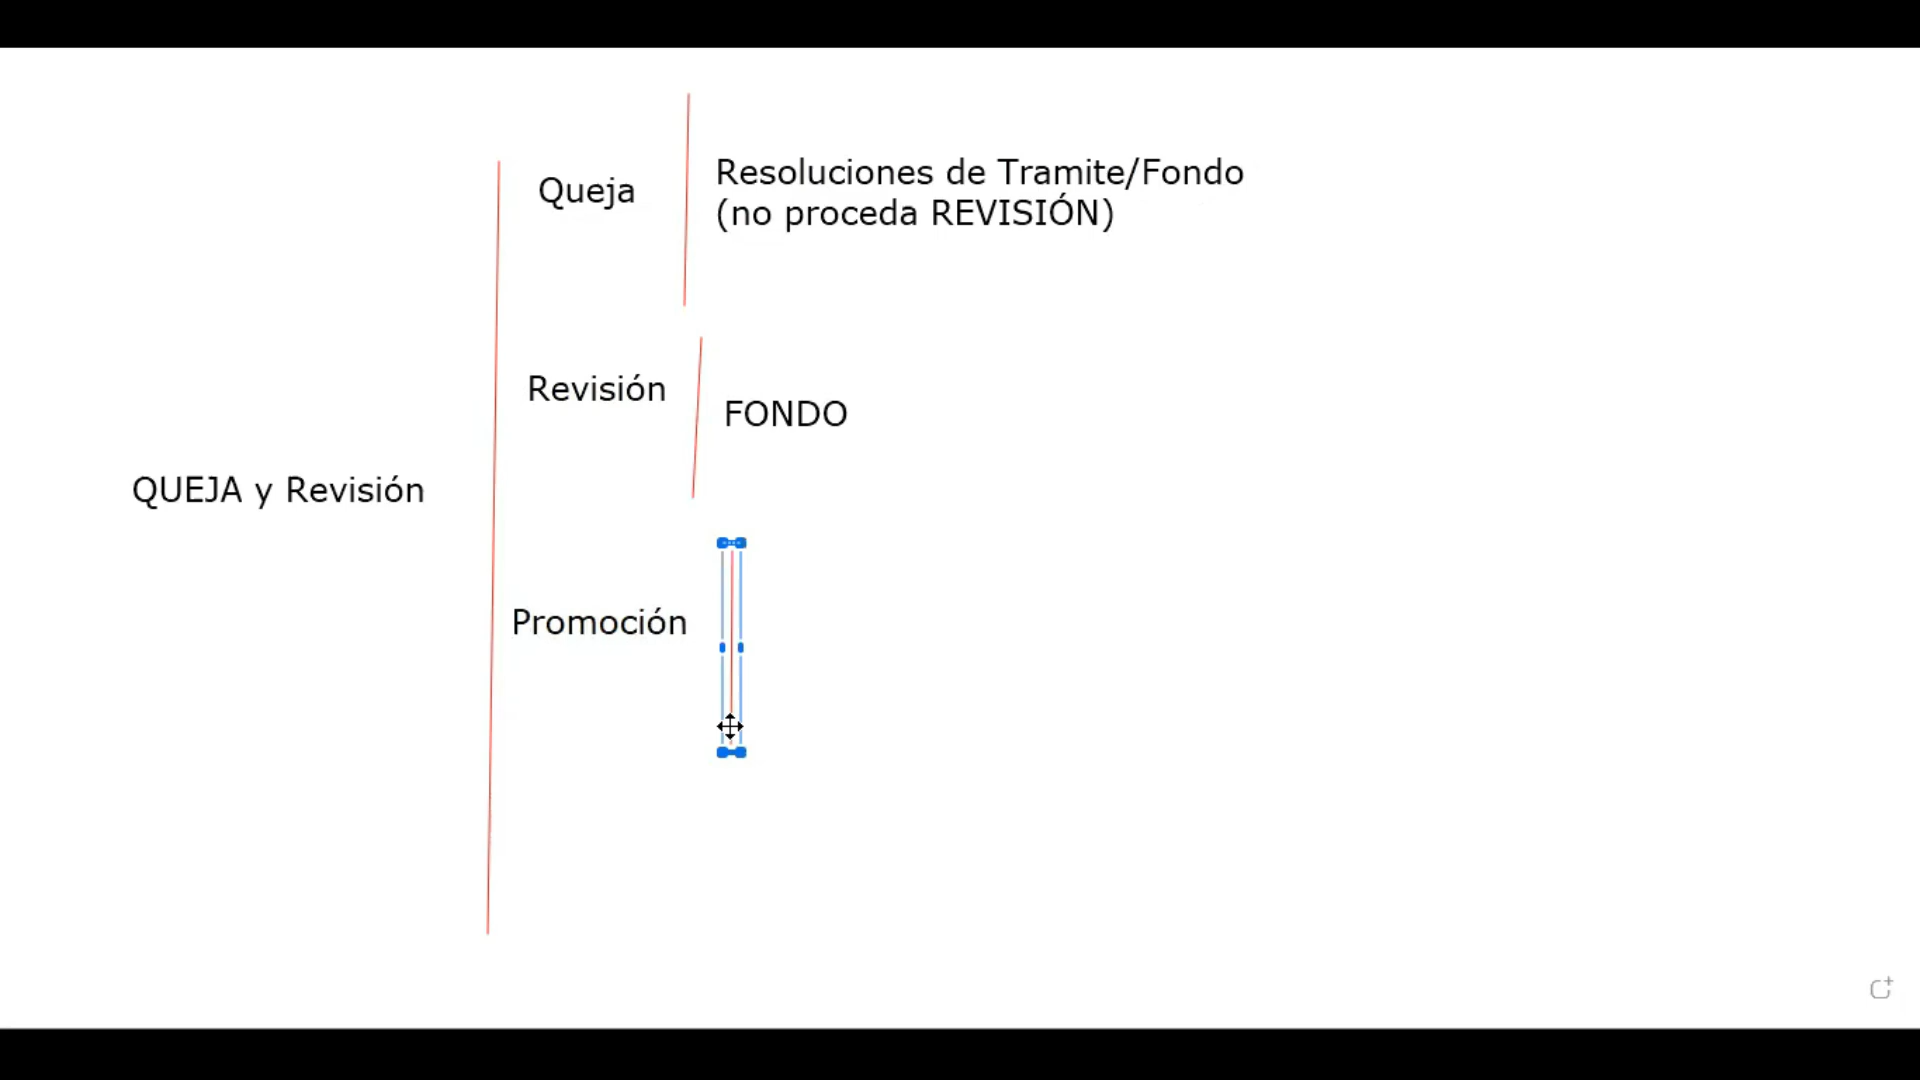 QUEJA y Revisión
Queja
Resoluciones de Tramite/Fondo
(no proceda REVISIÓN)
Revisión
FONDO
Promoción